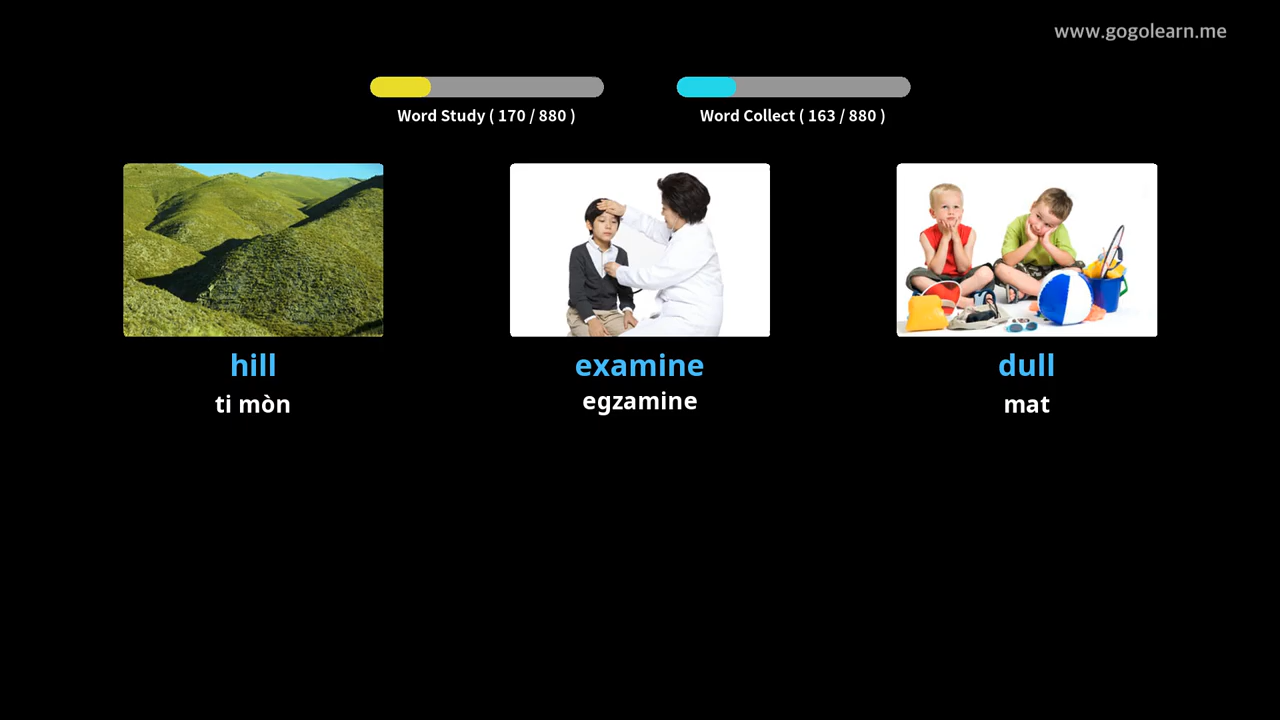 www.gogolearn.me
Word Study ( 170 / 880 )
Word Collect ( 163 / 880 )
hill
examine
dull
ti mòn
egzamine
mat